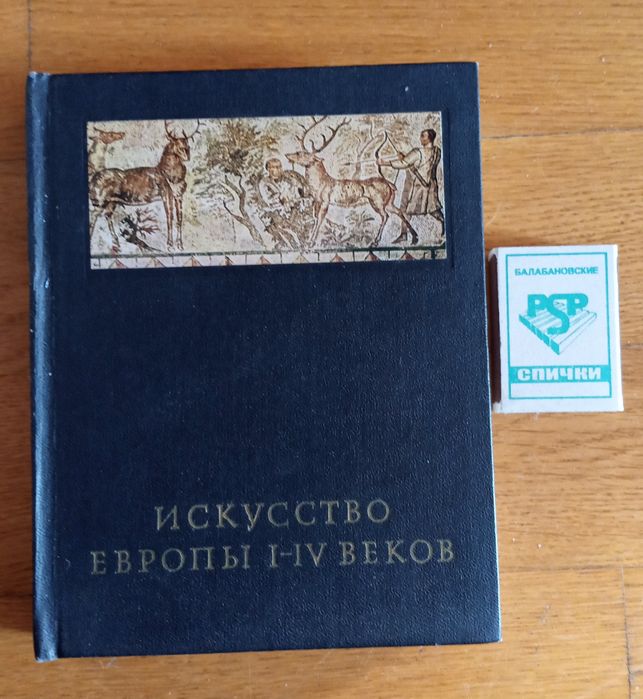 ИСКУССТВО
ЕВРОПЫ I–IV ВЕКОВ
БАЛАБАНОВСКИЕ
PSP
СПИЧКИ